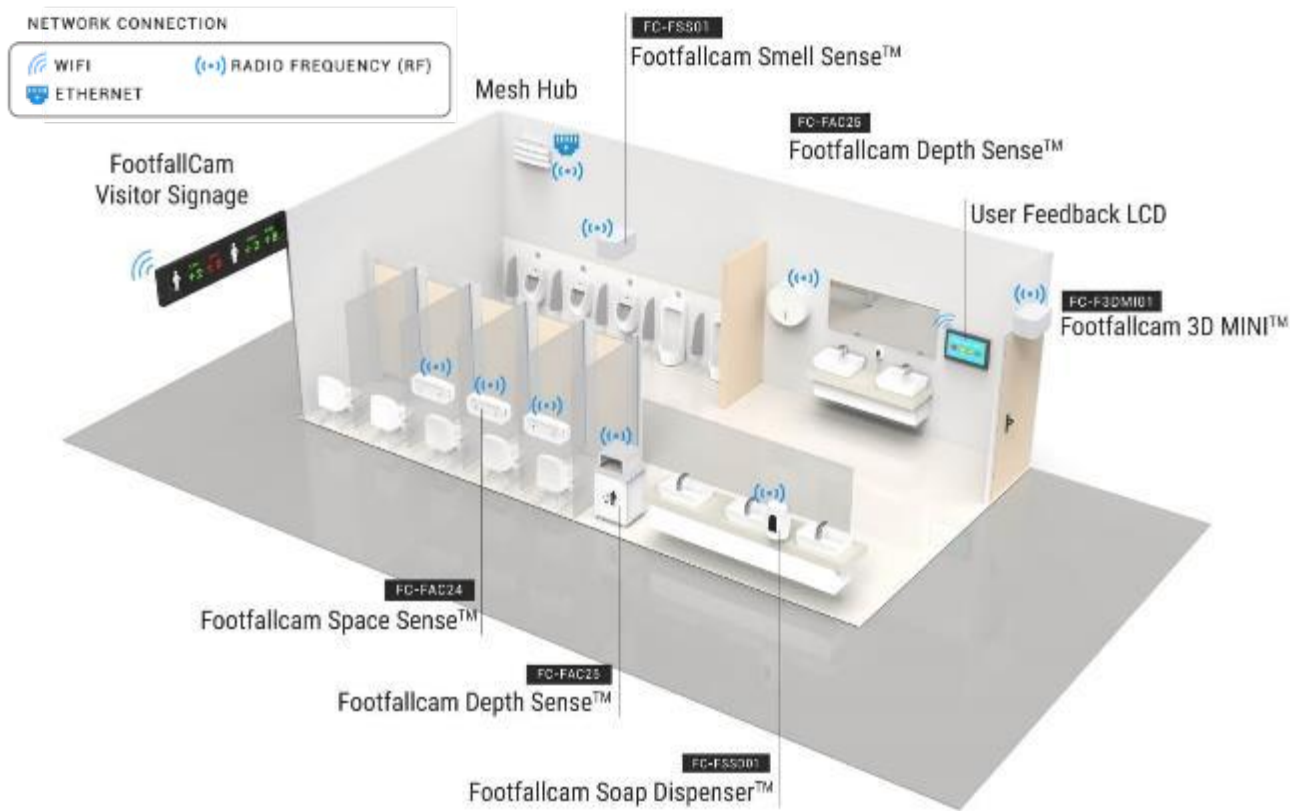 NETWORK CONNECTION
WIFI
RADIO FREQUENCY (RF)
ETHERNET
FC-FSS01
Footfallcam Smell Sense™
Mesh Hub
FC-FAC25
Footfallcam Depth Sense™
FootfallCam
Visitor Signage
User Feedback LCD
FC-F3DMI01
Footfallcam 3D MINI™
FC-FAC24
Footfallcam Space Sense™
FC-FAC25
Footfallcam Depth Sense™
FC-FSSD01
Footfallcam Soap Dispenser™